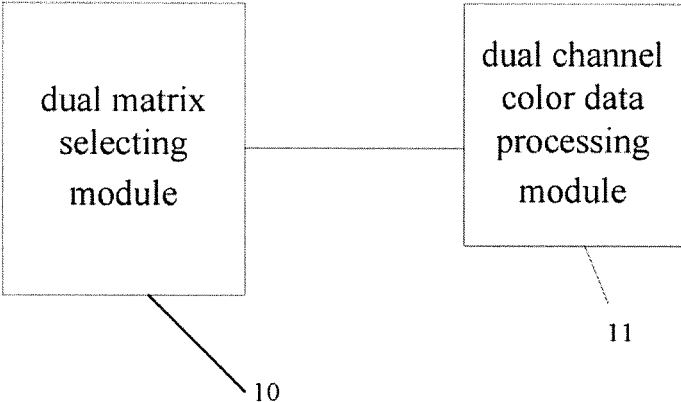 dual matrix
selecting
module
dual channel
color data
processing
module
11
10